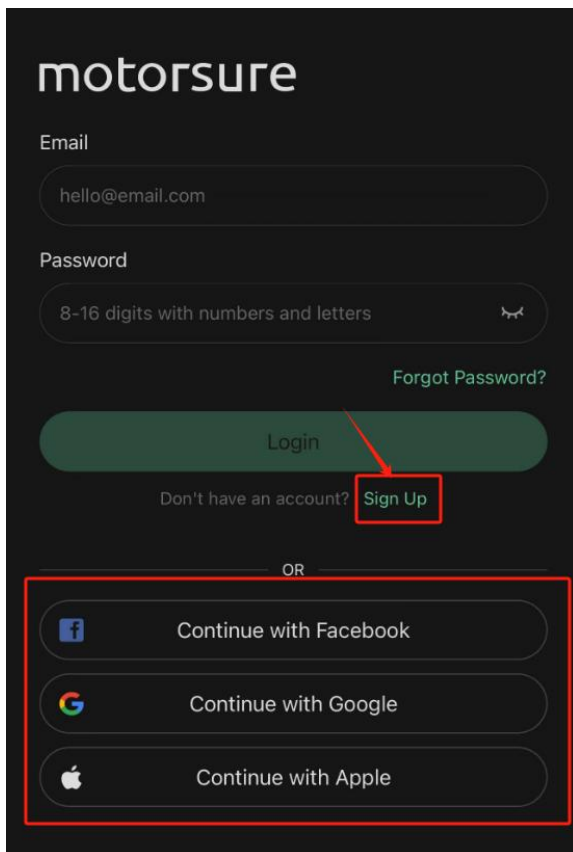 motorsure
Email
hello@email.com
Password
8-16 digits with numbers and letters
Forgot Password?
Login
Don't have an account? Sign Up
OR
Continue with Facebook
Continue with Google
Continue with Apple